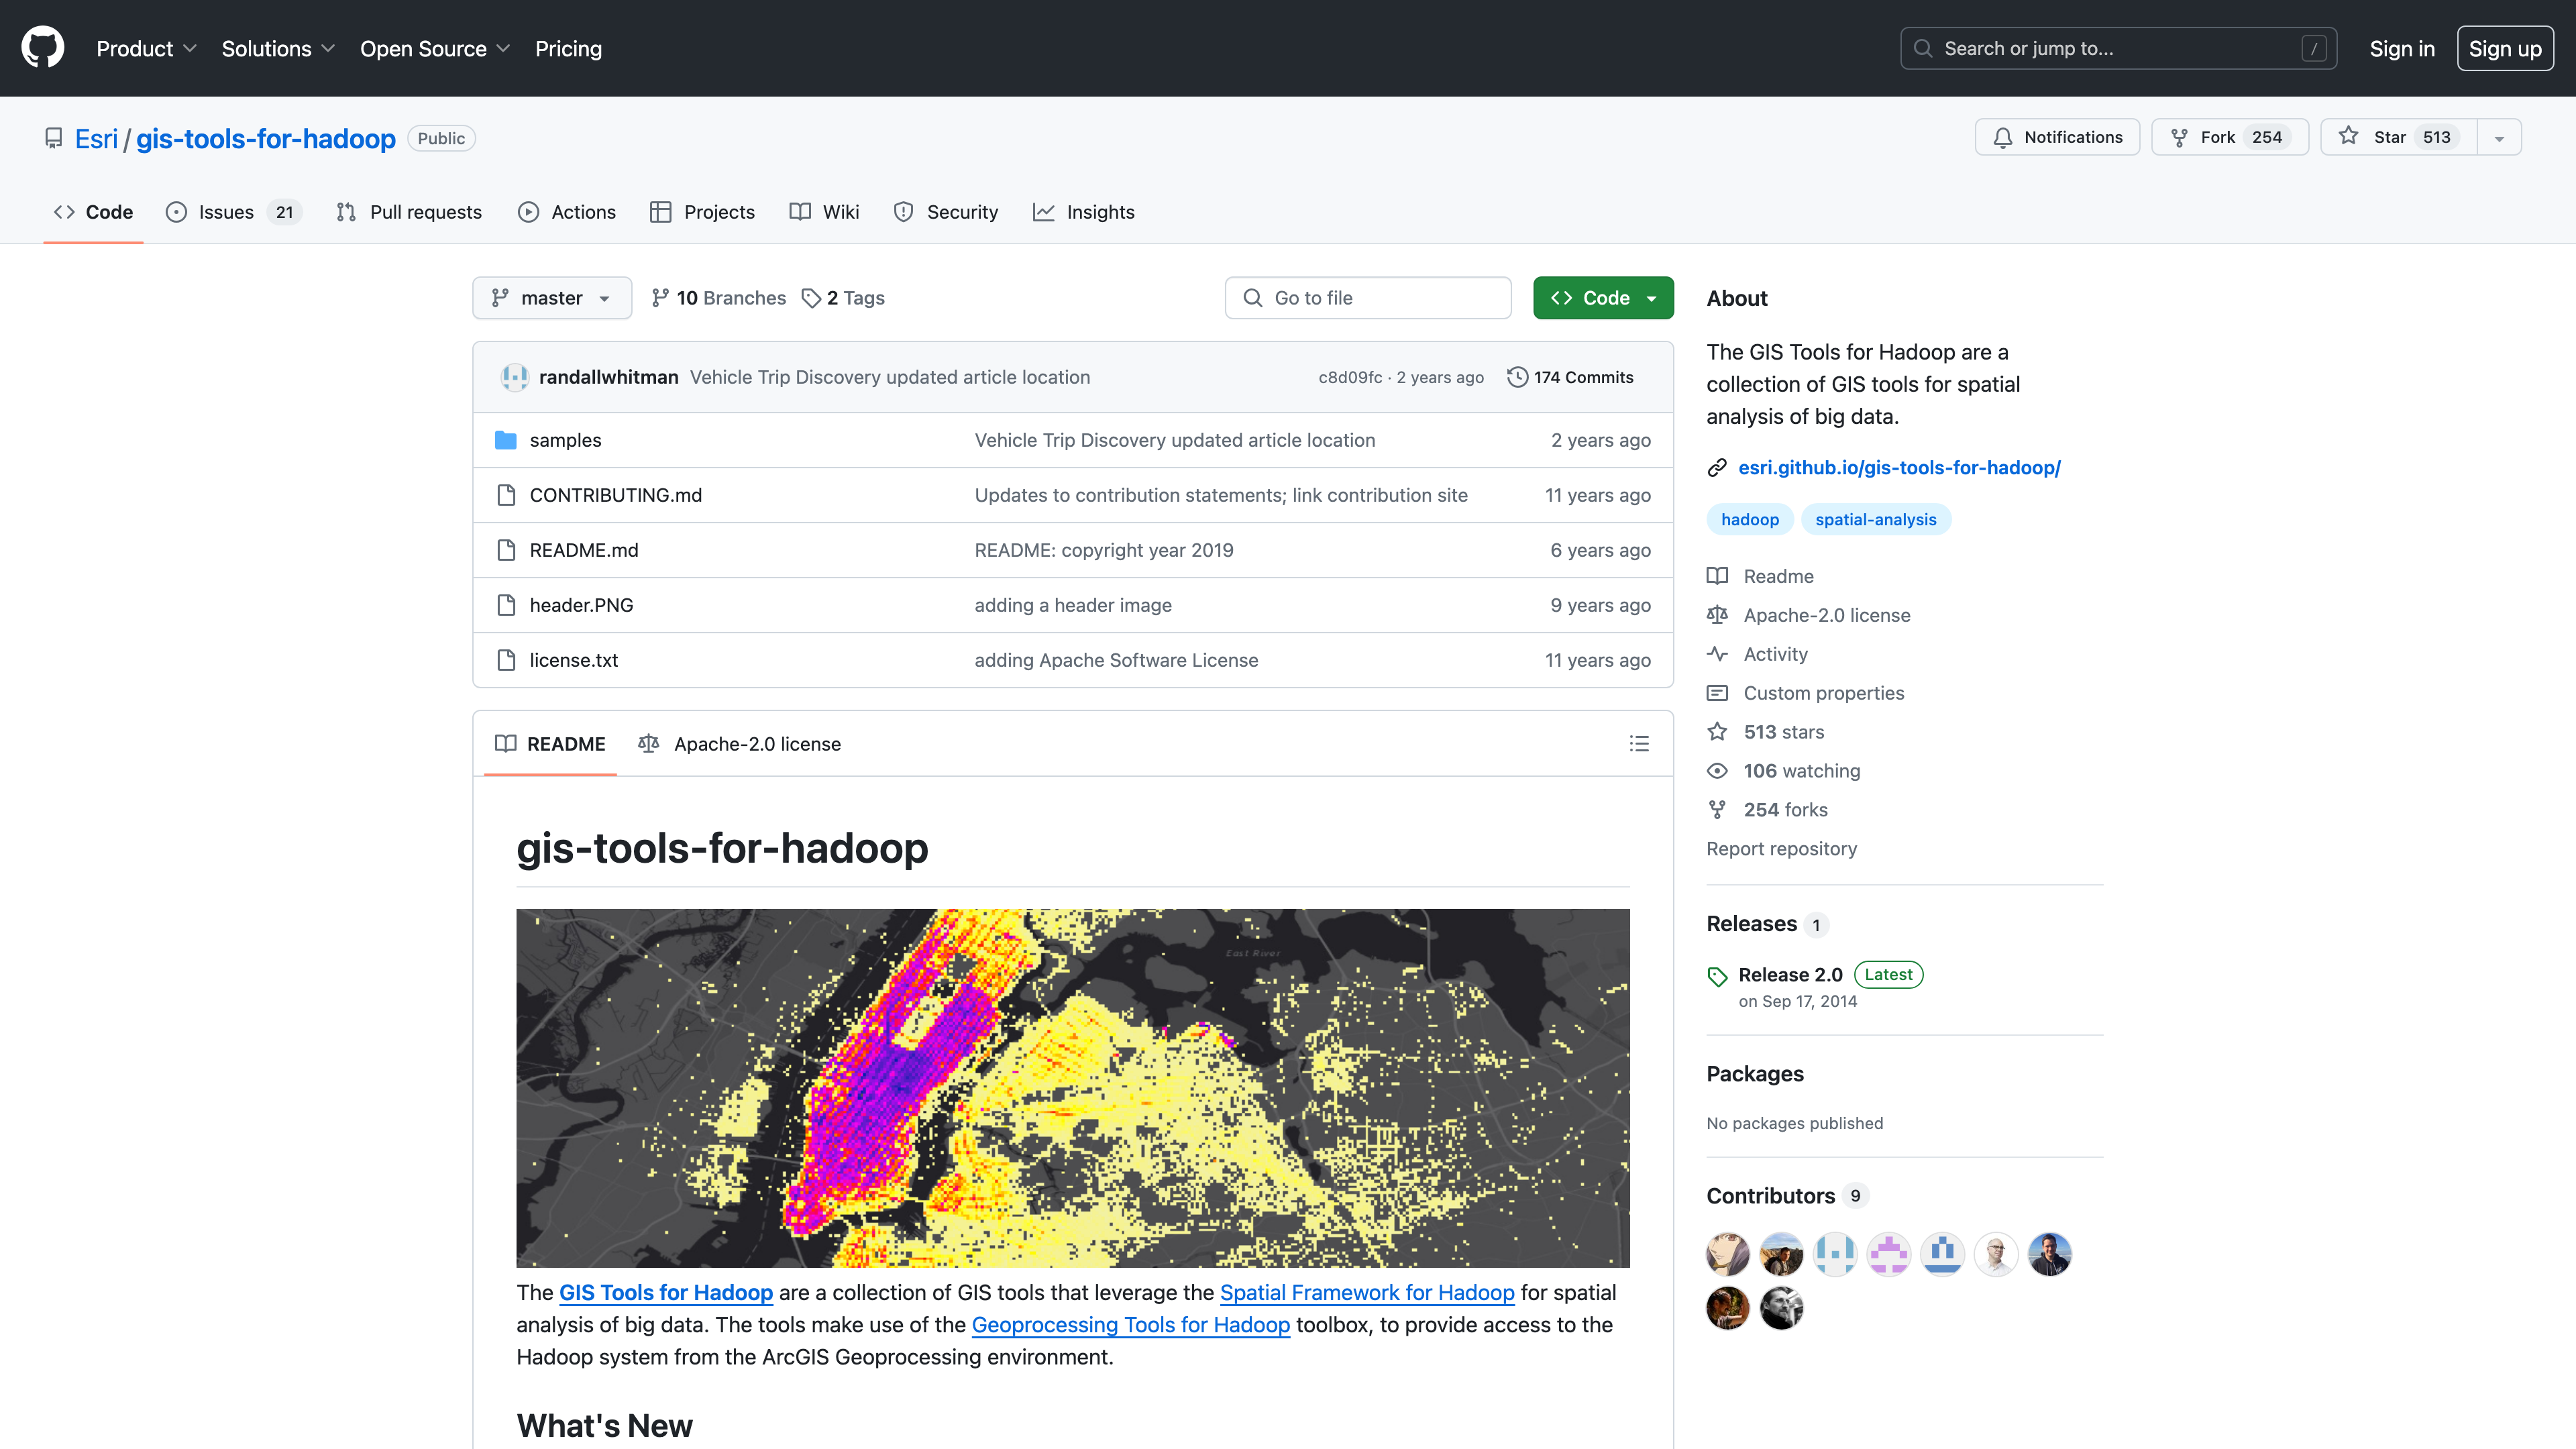 Product Solutions Open Source Pricing Search or jump to... / Sign in Sign up
Esri / gis-tools-for-hadoop Public Notifications Fork 254 Star 513
Code Issues 21 Pull requests Actions Projects Wiki Security Insights
master 10 Branches 2 Tags Go to file Code
randallwhitman Vehicle Trip Discovery updated article location c8d09fc · 2 years ago 174 Commits
samples Vehicle Trip Discovery updated article location 2 years ago
CONTRIBUTING.md Updates to contribution statements; link contribution site 11 years ago
README.md README: copyright year 2019 6 years ago
header.PNG adding a header image 9 years ago
license.txt adding Apache Software License 11 years ago
README Apache-2.0 license
gis-tools-for-hadoop
East River
The GIS Tools for Hadoop are a collection of GIS tools that leverage the Spatial Framework for Hadoop for spatial
analysis of big data. The tools make use of the Geoprocessing Tools for Hadoop toolbox, to provide access to the
Hadoop system from the ArcGIS Geoprocessing environment.
What's New
About
The GIS Tools for Hadoop are a
collection of GIS tools for spatial
analysis of big data.
esri.github.io/gis-tools-for-hadoop/
hadoop spatial-analysis
Readme
Apache-2.0 license
Activity
Custom properties
513 stars
106 watching
254 forks
Report repository
Releases 1
Release 2.0 Latest
on Sep 17, 2014
Packages
No packages published
Contributors 9